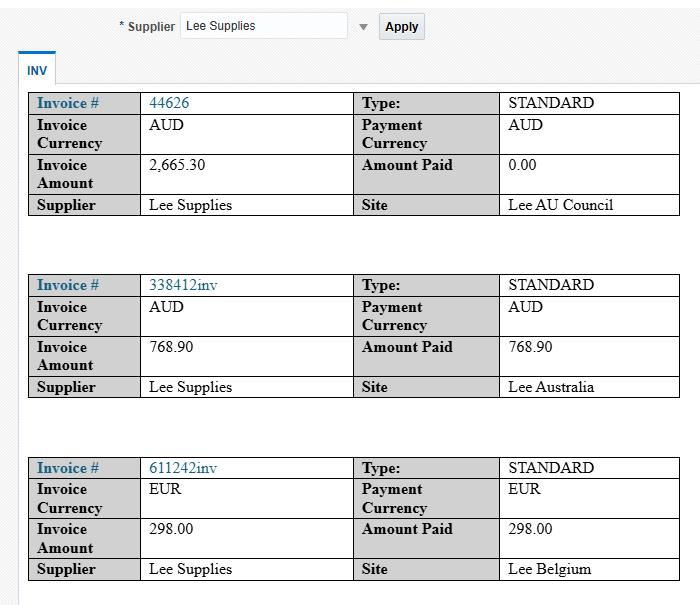 * Supplier Lee Supplies Apply
INV
Invoice # 44626 Type: STANDARD
Invoice Currency AUD Payment Currency AUD
Invoice Amount 2,665.30 Amount Paid 0.00
Supplier Lee Supplies Site Lee AU Council
Invoice # 338412inv Type: STANDARD
Invoice Currency AUD Payment Currency AUD
Invoice Amount 768.90 Amount Paid 768.90
Supplier Lee Supplies Site Lee Australia
Invoice # 611242inv Type: STANDARD
Invoice Currency EUR Payment Currency EUR
Invoice Amount 298.00 Amount Paid 298.00
Supplier Lee Supplies Site Lee Belgium